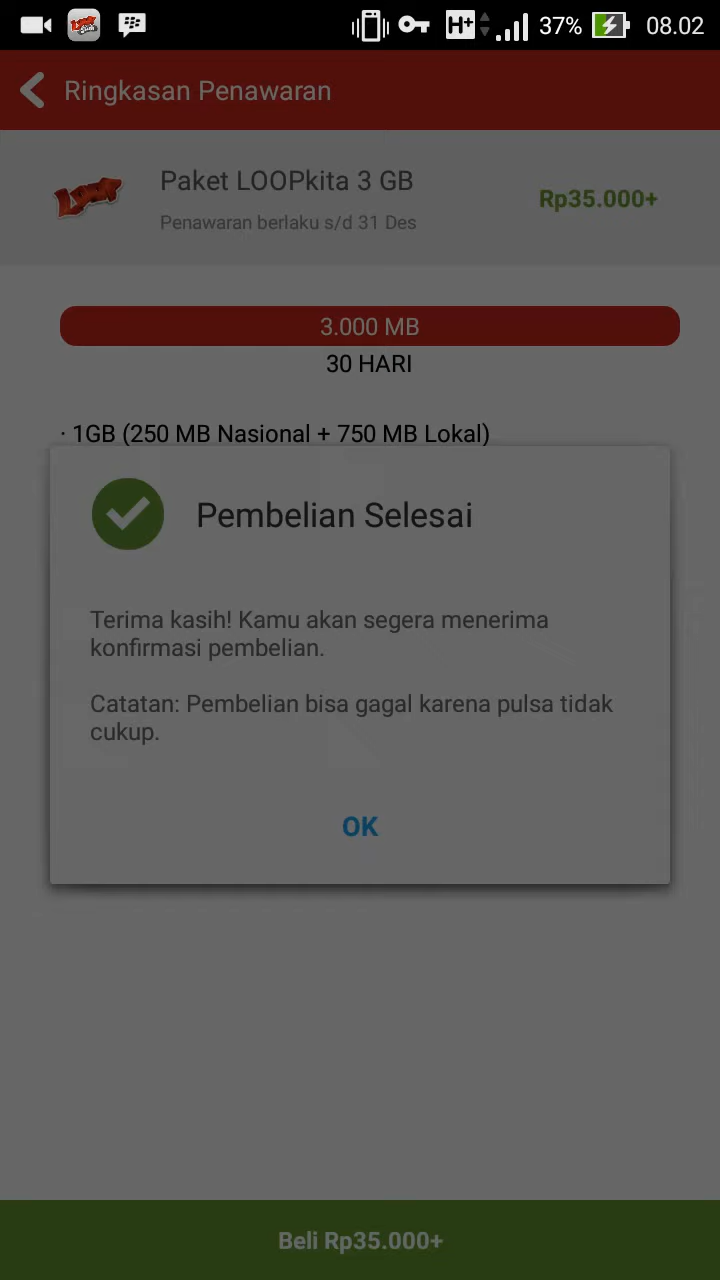 H+ 37% 08.02
Ringkasan Penawaran
LOOP
Paket LOOPkita 3 GB
Rp35.000+
Penawaran berlaku s/d 31 Des
3.000 MB
30 HARI
· 1GB (250 MB Nasional + 750 MB Lokal)
Pembelian Selesai
Terima kasih! Kamu akan segera menerima
konfirmasi pembelian.
Catatan: Pembelian bisa gagal karena pulsa tidak
cukup.
OK
Beli Rp35.000+